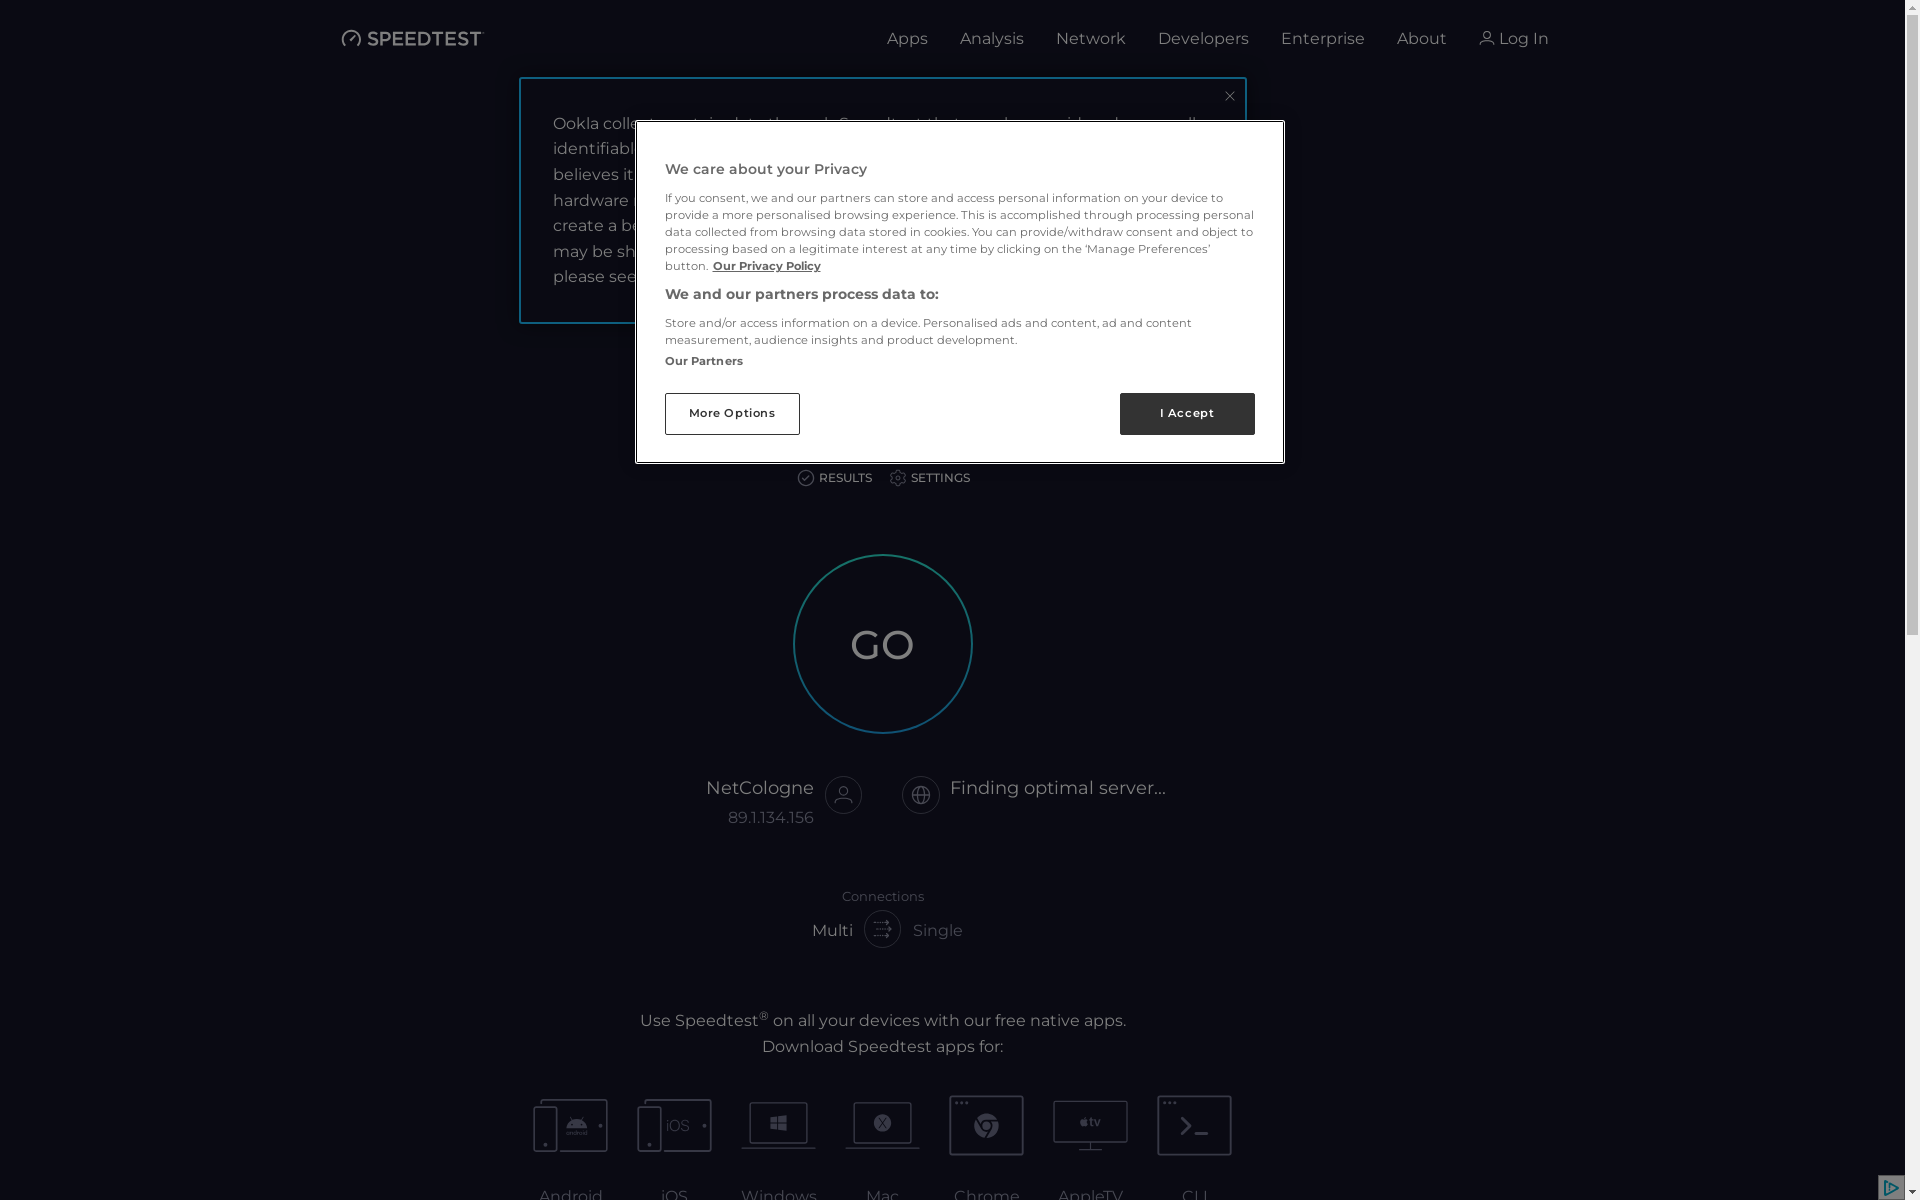 SPEEDTEST
Apps Analysis Network Developers Enterprise About Log In
Ookla
identifiabl
believes it
hardware
create a be
may be sh
please see
We care about your Privacy
If you consent, we and our partners can store and access personal information on your device to
provide a more personalised browsing experience. This is accomplished through processing personal
data collected from browsing data stored in cookies. You can provide/withdraw consent and object to
processing based on a legitimate interest at any time by clicking on the ‘Manage Preferences’
button. Our Privacy Policy
We and our partners process data to:
Store and/or access information on a device. Personalised ads and content, ad and content
measurement, audience insights and product development.
Our Partners
More Options I Accept
RESULTS SETTINGS
GO
NetCologne Finding optimal server...
89.1.134.156
Connections
Multi Single
Use Speedtest® on all your devices with our free native apps.
Download Speedtest apps for:
android iOS tv
Android iOS Windows Mac Chrome AppleTV CLI